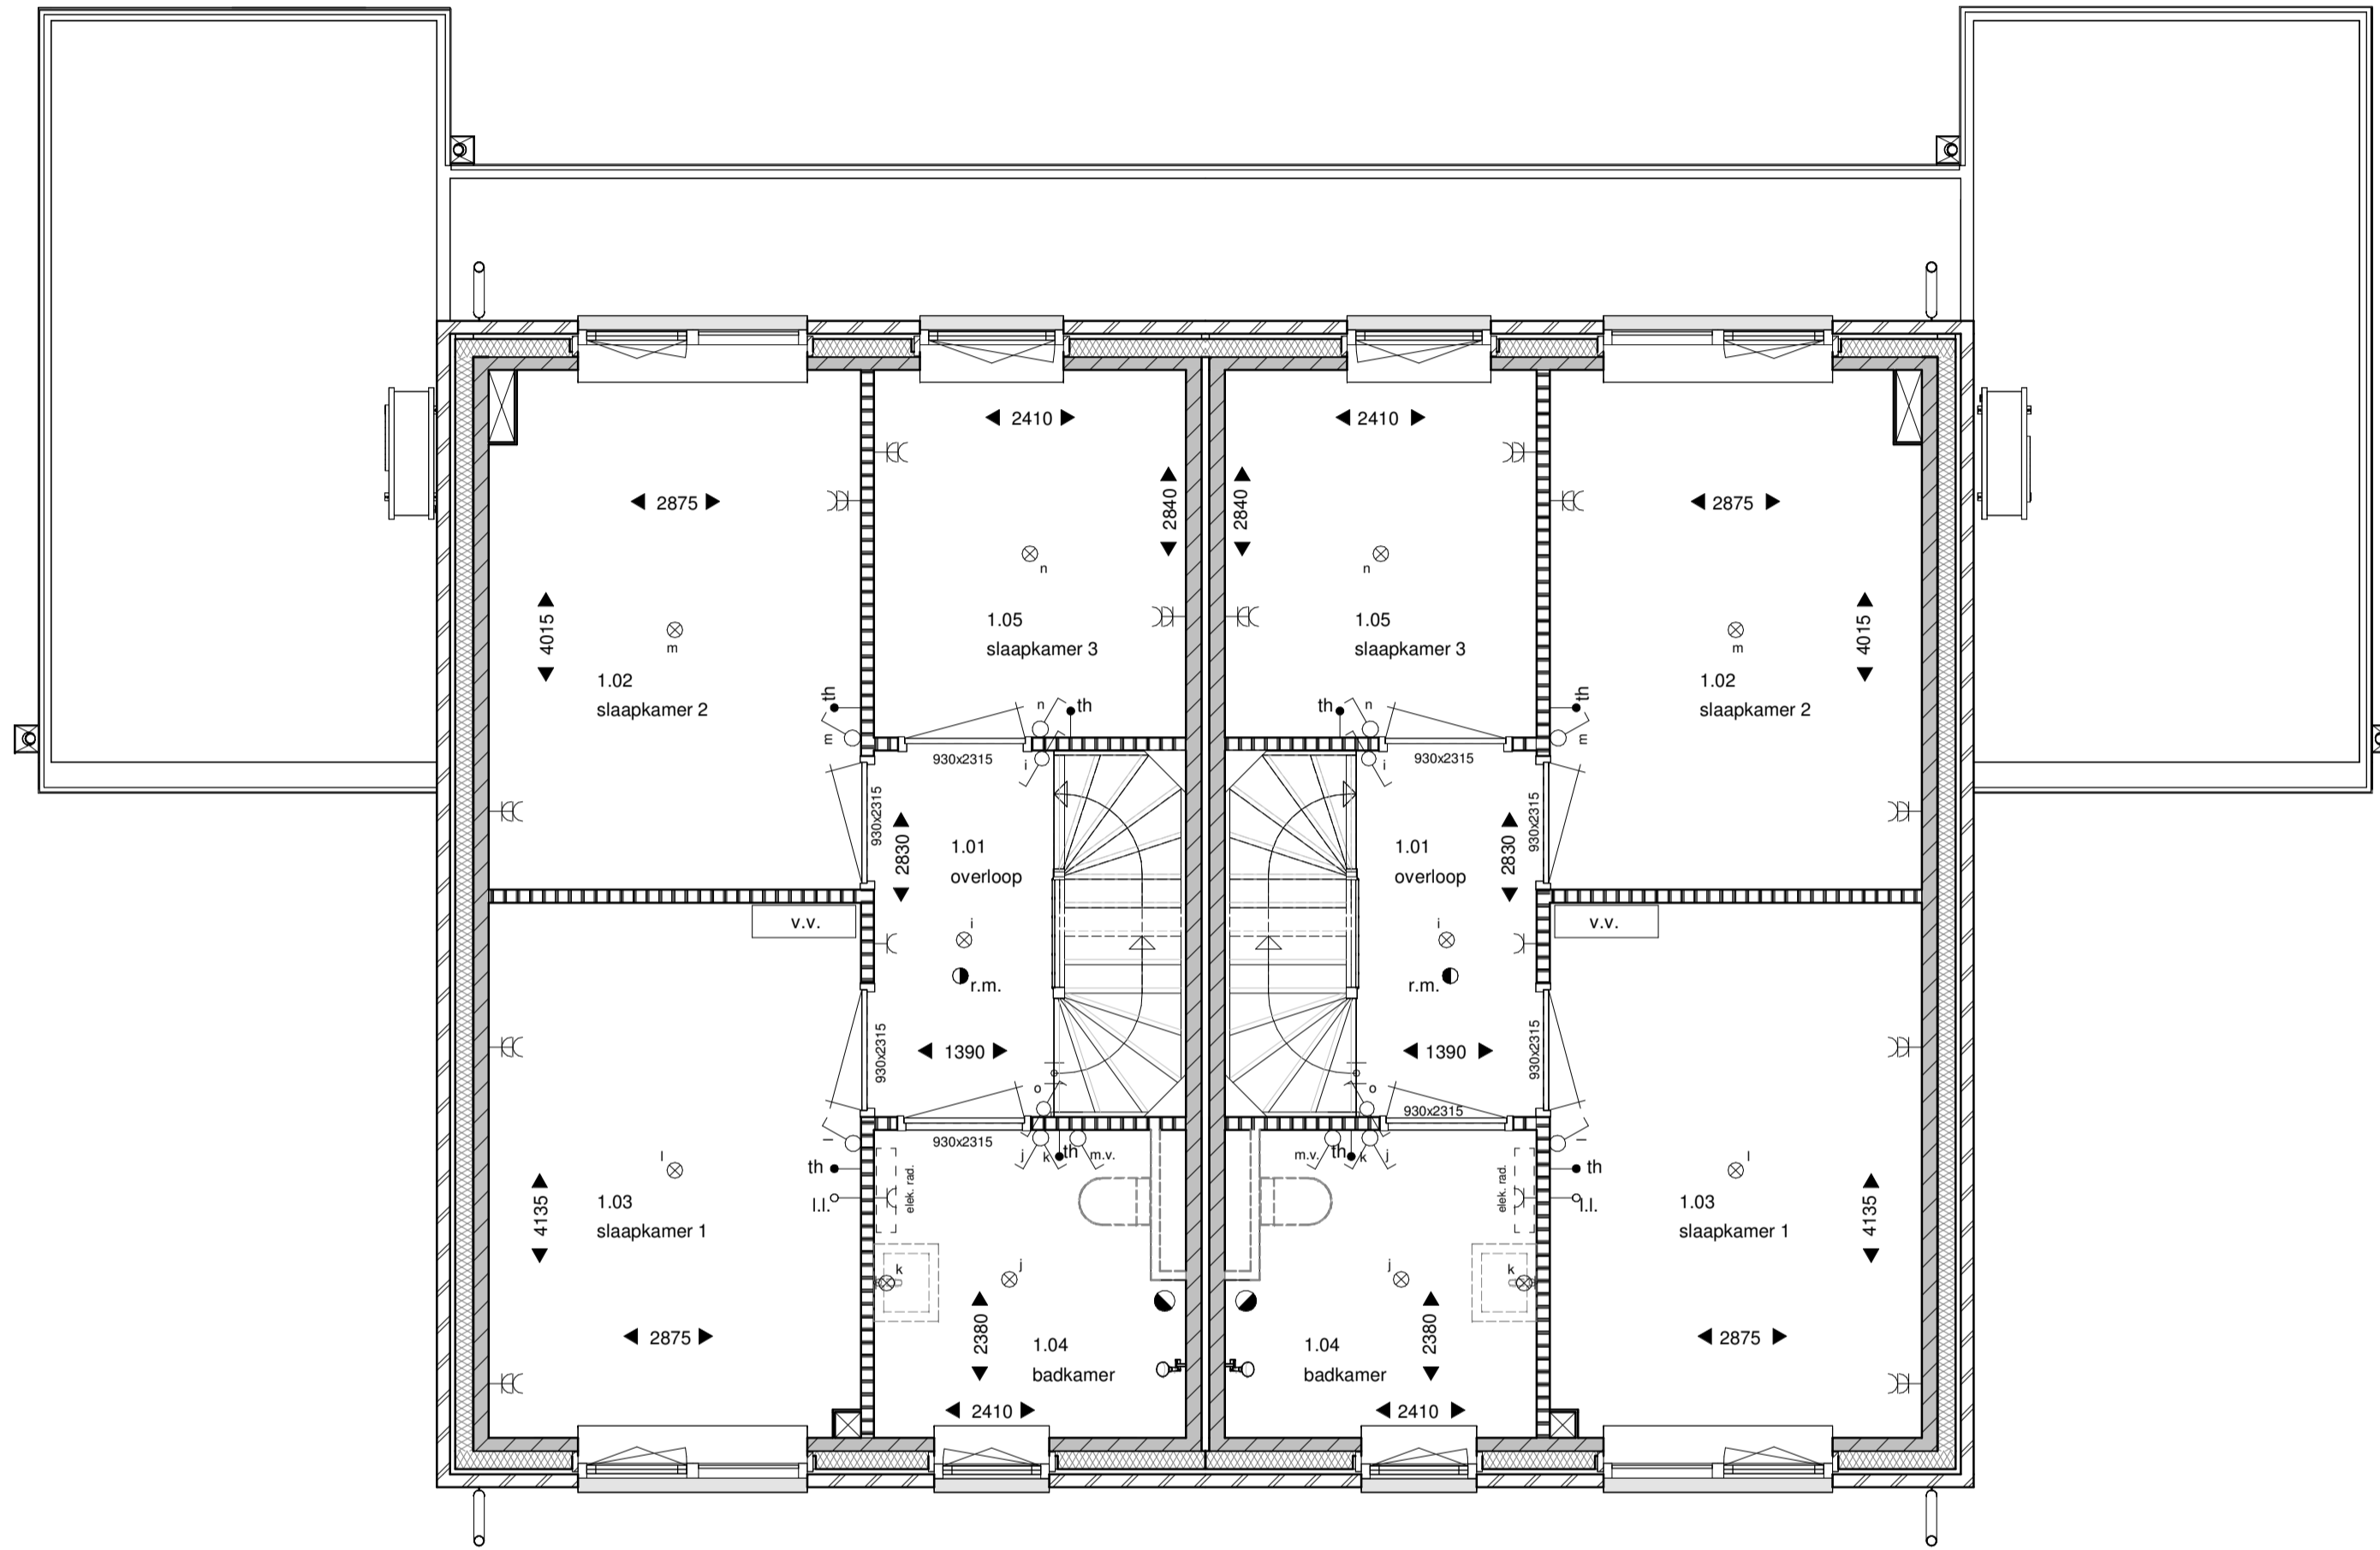 2410
2410
2875
2840
2840
2875
n
n
4015
m
1.05
slaapkamer 3
1.05
slaapkamer 3
m
4015
1.02
slaapkamer 2
1.02
slaapkamer 2
th
m
n
th
th
n
th
m
930x2315
i
i
930x2315
930x2315
2830
1.01
overloop
1.01
overloop
2830
930x2315
v.v.
i
i
v.v.
r.m.
r.m.
930x2315
1390
1390
930x2315
o
o
930x2315
930x2315
l
j
k
th
m.v.
m.v.
th
k
j
l
l
th
l.l.
elek. rad.
elek. rad.
th
l.l.
l
4135
1.03
slaapkamer 1
1.03
slaapkamer 1
4135
k
j
j
k
2875
2380
1.04
badkamer
1.04
badkamer
2380
2875
2410
2410